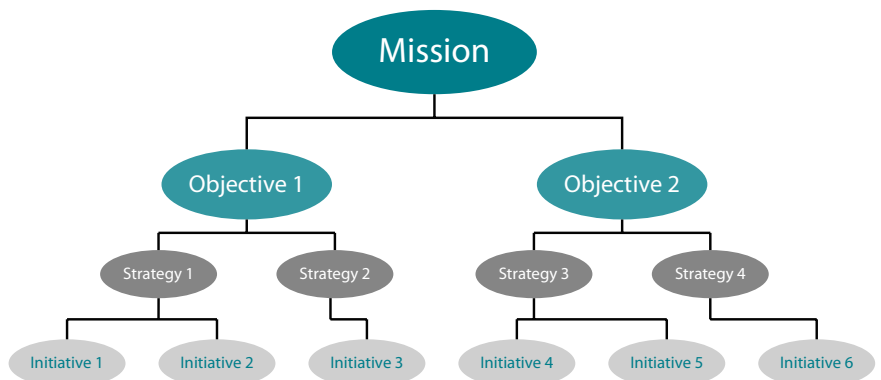 Mission
Objective 1
Objective 2
Strategy 1
Strategy 2
Strategy 3
Strategy 4
Initiative 1
Initiative 2
Initiative 3
Initiative 4
Initiative 5
Initiative 6